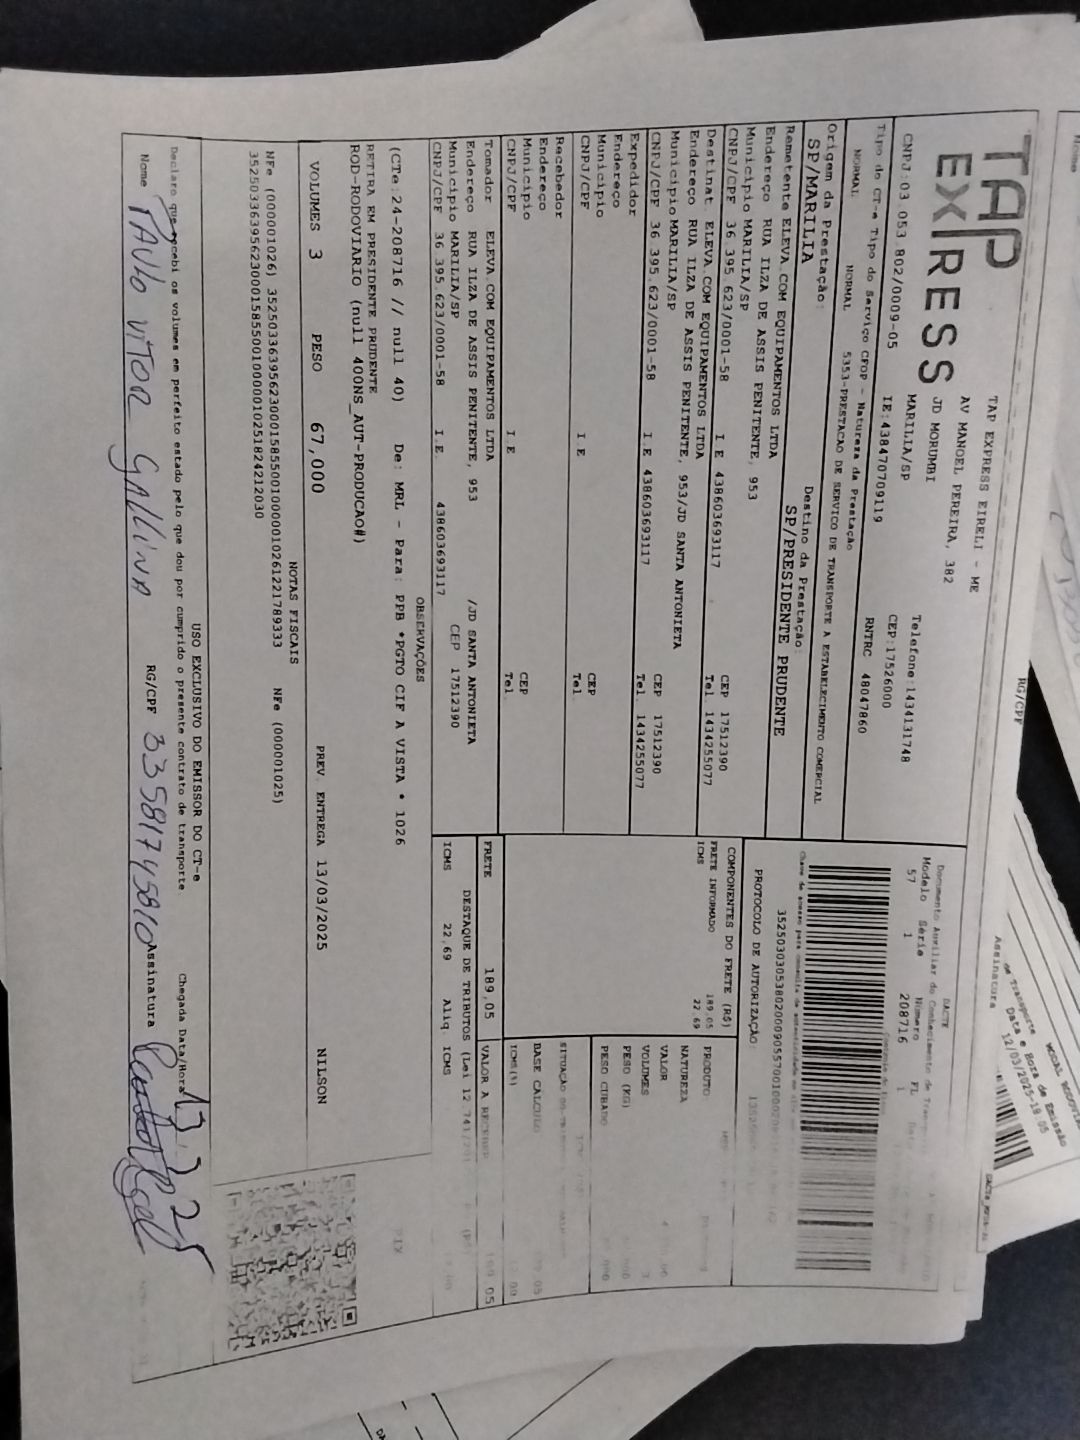 TAP
EXPRESS
TAP EXPRESS EIRELI - ME
AV MANOEL PEREIRA, 382
JD MORUMBI
MARILIA/SP
Telefone:1434131748
CEP:17526000
CNPJ:03.053.802/0009-05
IE:438470709119
RNTRC 48047860
Tipo do CT-e Tipo do Serviço CFOP - Natureza da Prestação
NORMAL NORMAL 5353-PRESTACAO DE SERVICO DE TRANSPORTE A ESTABELECIMENTO COMERCIAL
Origem da Prestação: Destino da Prestação:
SP/MARILIA SP/PRESIDENTE PRUDENTE
Remetente ELEVA.COM EQUIPAMENTOS LTDA
Endereço RUA ILZA DE ASSIS PENITENTE, 953
Municipio MARILIA/SP CEP 17512390
CNPJ/CPF 36.395.623/0001-58 I.E 438603693117 Tel. 1434255077
Destinat. ELEVA.COM EQUIPAMENTOS LTDA
Endereço RUA ILZA DE ASSIS PENITENTE, 953/JD SANTA ANTONIETA
Municipio MARILIA/SP CEP 17512390
CNPJ/CPF 36.395.623/0001-58 I.E 438603693117 Tel. 1434255077
Expedidor
Endereço
Municipio CEP
CNPJ/CPF I.E Tel.
Recebedor
Endereço
Municipio CEP
CNPJ/CPF I.E Tel.
Tomador ELEVA.COM EQUIPAMENTOS LTDA
Endereço RUA ILZA DE ASSIS PENITENTE, 953 /JD SANTA ANTONIETA
Municipio MARILIA/SP CEP 17512390
CNPJ/CPF 36.395.623/0001-58 I.E. 438603693117
DACTE
Documento Auxiliar do Conhecimento de
Modelo Série Número FL
57 1 208716 1
Chave de acesso para consulta de autenticidade
PROTOCOLO DE AUTORIZAÇÃO:
COMPONENTES DO FRETE (R$)
FRETE INFORMADO 189.05
ICMS 22.69
PRODUTO
NATUREZA
VALOR
VOLUMES
PESO (KG)
PESO CUBADO
BASE CALCULO
ICMS(%)
FRETE 189,05 VALOR A RECEBER
DESTAQUE DE TRIBUTOS (Lei 12.741/
ICMS 22,69 Aliq. ICMS
OBSERVAÇÕES
(CTe:24-208716 // null 40) De: MRL - Para: PPB *PGTO CIF A VISTA * 1026
RETIRA EM PRESIDENTE PRUDENTE
ROD-RODOVIARIO (null 400NS_AUT-PRODUCAO#)
VOLUMES 3 PESO 67,000 PREV. ENTREGA 13/03/2025 NILSON
NOTAS FISCAIS
NFe (000001026) 35250336395623000158550010000010261221789333 NFe (000001025)
35250336395623000158550010000010251824212030
USO EXCLUSIVO DO EMISSOR DO CT-e
Declaro que recebi os volumes em perfeito estado pelo que dou por cumprido o presente contrato de transporte Chegada Data/Hora
Nome PAULO VITOR GALLINA RG/CPF 33581745810 Assinatura
RG/CPF
Assinatura
de Transporte
Data e Hora de Emissão
12/03/2025-18:05